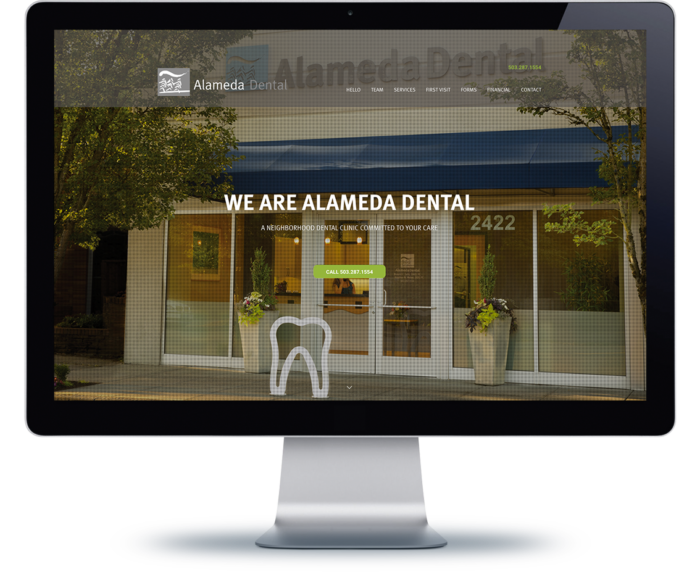 Alameda Dental
503.287.1554
Alameda Dental
HELLO TEAM SERVICES FIRST VISIT FORMS FINANCIAL CONTACT
WE ARE ALAMEDA DENTAL
A NEIGHBORHOOD DENTAL CLINIC COMMITTED TO YOUR CARE
2422
CALL 503.287.1554